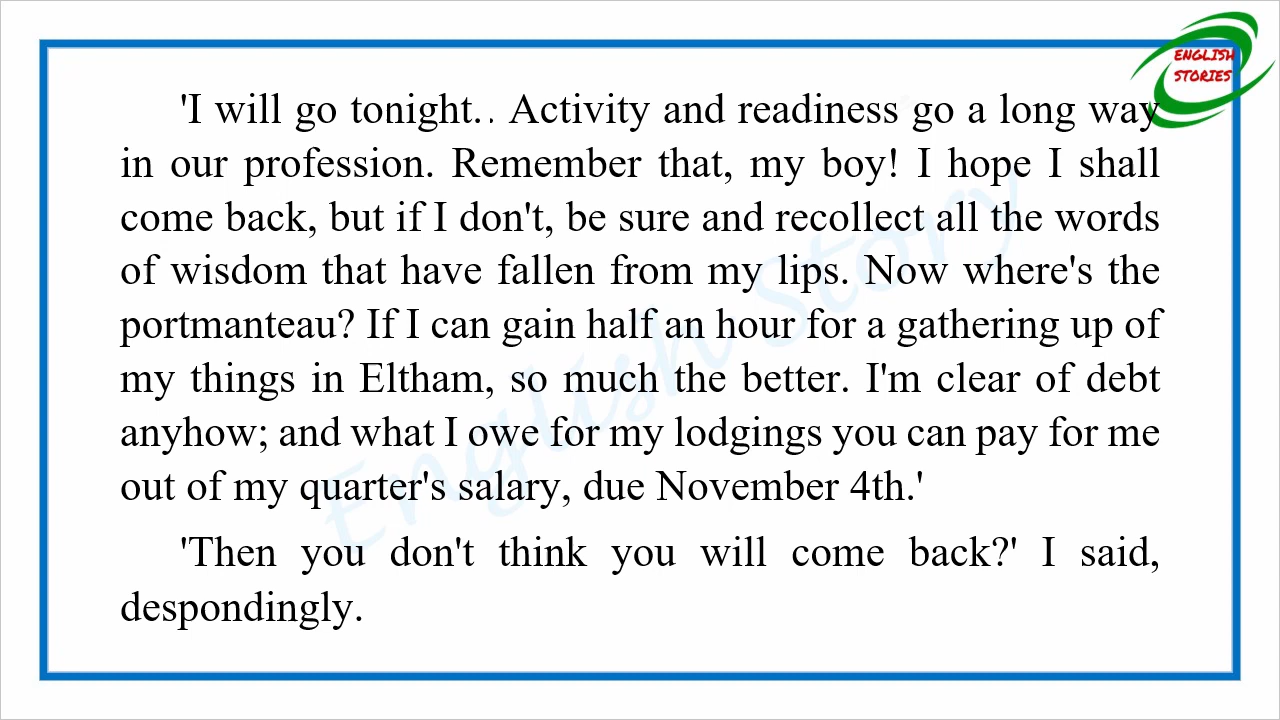 ENGLISH
STORIES
'I will go tonight.. Activity and readiness go a long way
in our profession. Remember that, my boy! I hope I shall
come back, but if I don't, be sure and recollect all the words
of wisdom that have fallen from my lips. Now where's the
portmanteau? If I can gain half an hour for a gathering up of
my things in Eltham, so much the better. I'm clear of debt
anyhow; and what I owe for my lodgings you can pay for me
out of my quarter's salary, due November 4th.'
'Then you don't think you will come back?' I said,
despondingly.
English Story